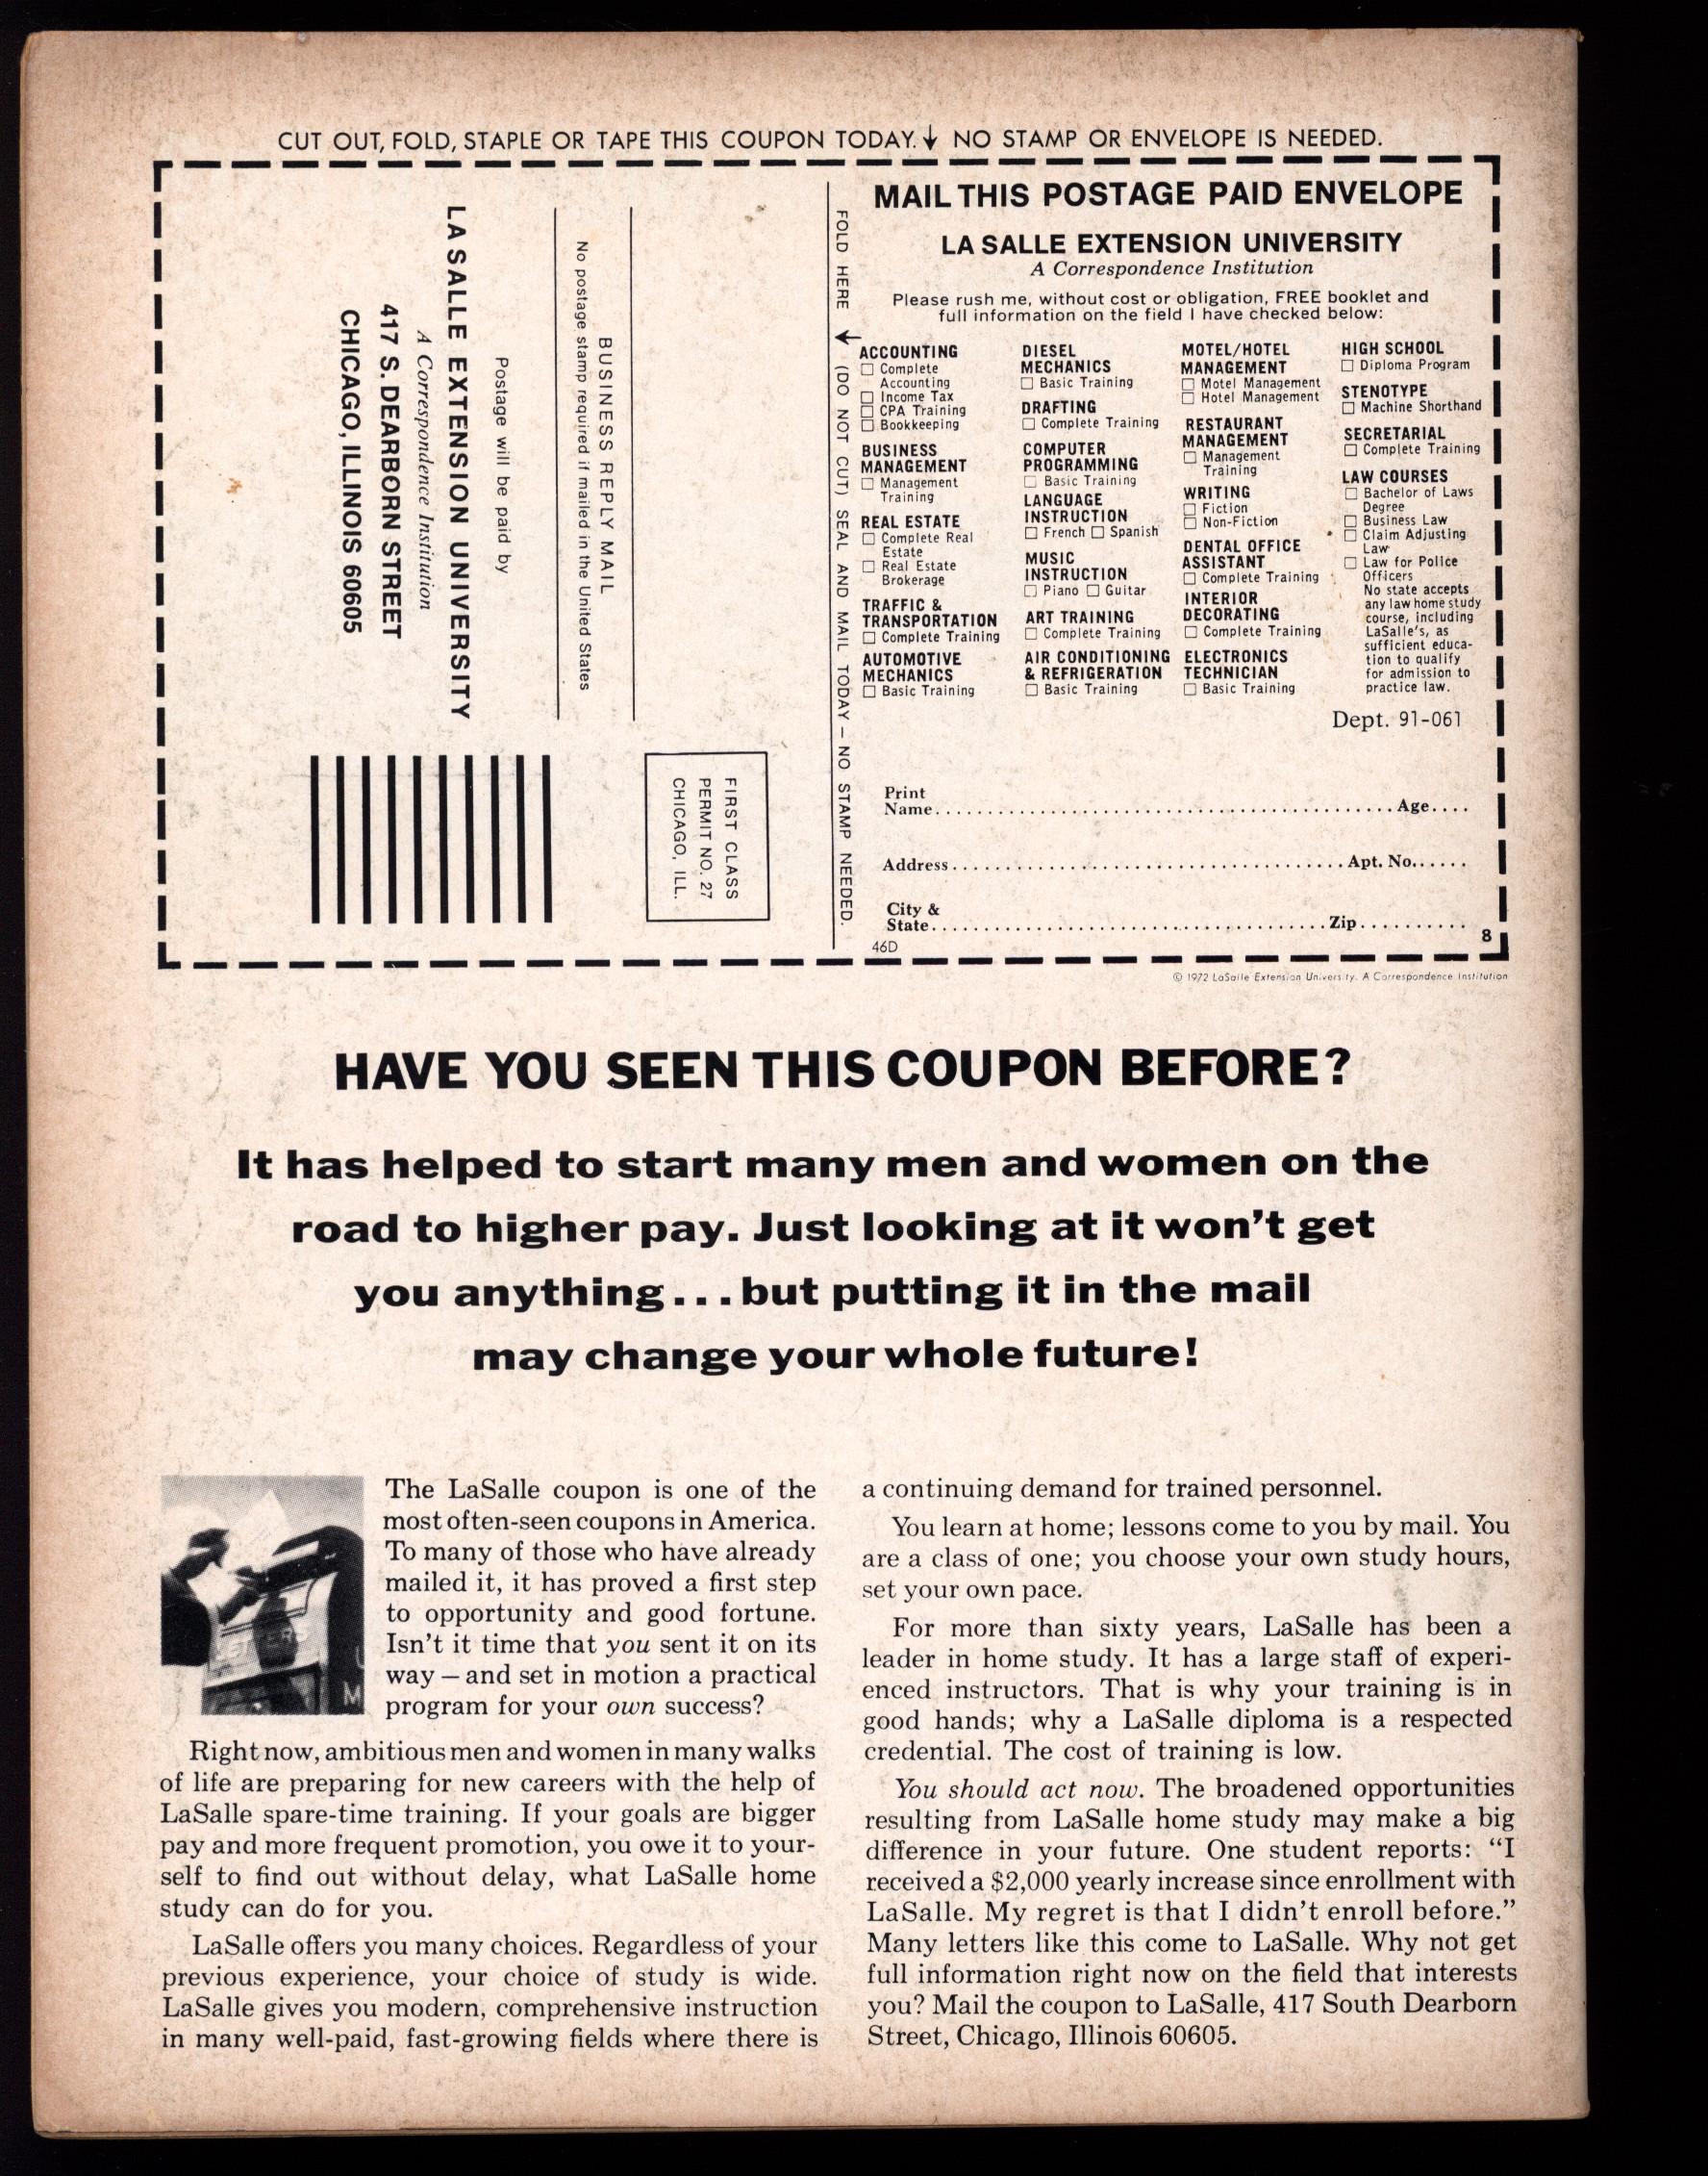 CUT OUT, FOLD, STAPLE OR TAPE THIS COUPON TODAY.↓ NO STAMP OR ENVELOPE IS NEEDED.
BUSINESS REPLY MAIL
No postage stamp required if mailed in the United States
Postage will be paid by
LA SALLE EXTENSION UNIVERSITY
A Correspondence Institution
417 S. DEARBORN STREET
CHICAGO, ILLINOIS 60605
FIRST CLASS
PERMIT NO. 27
CHICAGO, ILL.
FOLD HERE ↓ (DO NOT CUT) SEAL AND MAIL TODAY – NO STAMP NEEDED.
MAIL THIS POSTAGE PAID ENVELOPE
LA SALLE EXTENSION UNIVERSITY
A Correspondence Institution
Please rush me, without cost or obligation, FREE booklet and
full information on the field I have checked below:
ACCOUNTING
☐ Complete
Accounting
☐ Income Tax
☐ CPA Training
☐ Bookkeeping
BUSINESS
MANAGEMENT
☐ Management
Training
REAL ESTATE
☐ Complete Real
Estate
☐ Real Estate
Brokerage
TRAFFIC &
TRANSPORTATION
☐ Complete Training
AUTOMOTIVE
MECHANICS
☐ Basic Training
DIESEL
MECHANICS
☐ Basic Training
DRAFTING
☐ Complete Training
COMPUTER
PROGRAMMING
☐ Basic Training
LANGUAGE
INSTRUCTION
☐ French ☐ Spanish
MUSIC
INSTRUCTION
☐ Piano ☐ Guitar
ART TRAINING
☐ Complete Training
AIR CONDITIONING
& REFRIGERATION
☐ Basic Training
MOTEL/HOTEL
MANAGEMENT
☐ Motel Management
☐ Hotel Management
RESTAURANT
MANAGEMENT
☐ Management
Training
WRITING
☐ Fiction
☐ Non-Fiction
DENTAL OFFICE
ASSISTANT
☐ Complete Training
INTERIOR
DECORATING
☐ Complete Training
ELECTRONICS
TECHNICIAN
☐ Basic Training
HIGH SCHOOL
☐ Diploma Program
STENOTYPE
☐ Machine Shorthand
SECRETARIAL
☐ Complete Training
LAW COURSES
☐ Bachelor of Laws
Degree
☐ Business Law
☐ Claim Adjusting
Law
☐ Law for Police
Officers
No state accepts
any law home study
course, including
LaSalle's, as
sufficient educa-
tion to qualify
for admission to
practice law.
Dept. 91-061
Print
Name........................................Age....
Address...................................Apt. No......
City &
State...................................Zip..........
46D
8
© 1972 LaSalle Extension University. A Correspondence Institution
HAVE YOU SEEN THIS COUPON BEFORE?
It has helped to start many men and women on the
road to higher pay. Just looking at it won't get
you anything...but putting it in the mail
may change your whole future!
LETTERS
U
M
The LaSalle coupon is one of the
most often-seen coupons in America.
To many of those who have already
mailed it, it has proved a first step
to opportunity and good fortune.
Isn't it time that you sent it on its
way – and set in motion a practical
program for your own success?
Right now, ambitious men and women in many walks
of life are preparing for new careers with the help of
LaSalle spare-time training. If your goals are bigger
pay and more frequent promotion, you owe it to your-
self to find out without delay, what LaSalle home
study can do for you.
LaSalle offers you many choices. Regardless of your
previous experience, your choice of study is wide.
LaSalle gives you modern, comprehensive instruction
in many well-paid, fast-growing fields where there is
a continuing demand for trained personnel.
You learn at home; lessons come to you by mail. You
are a class of one; you choose your own study hours,
set your own pace.
For more than sixty years, LaSalle has been a
leader in home study. It has a large staff of experi-
enced instructors. That is why your training is in
good hands; why a LaSalle diploma is a respected
credential. The cost of training is low.
You should act now. The broadened opportunities
resulting from LaSalle home study may make a big
difference in your future. One student reports: “I
received a $2,000 yearly increase since enrollment with
LaSalle. My regret is that I didn't enroll before.”
Many letters like this come to LaSalle. Why not get
full information right now on the field that interests
you? Mail the coupon to LaSalle, 417 South Dearborn
Street, Chicago, Illinois 60605.